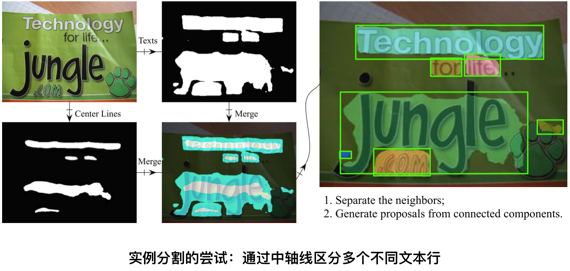 Technology
for life...
jungle
.com
Texts
Center Lines
Merge
Merge
Technology
for life...
jungle
.com
1. Separate the neighbors;
2. Generate proposals from connected components.
实例分割的尝试：通过中轴线区分多个不同文本行